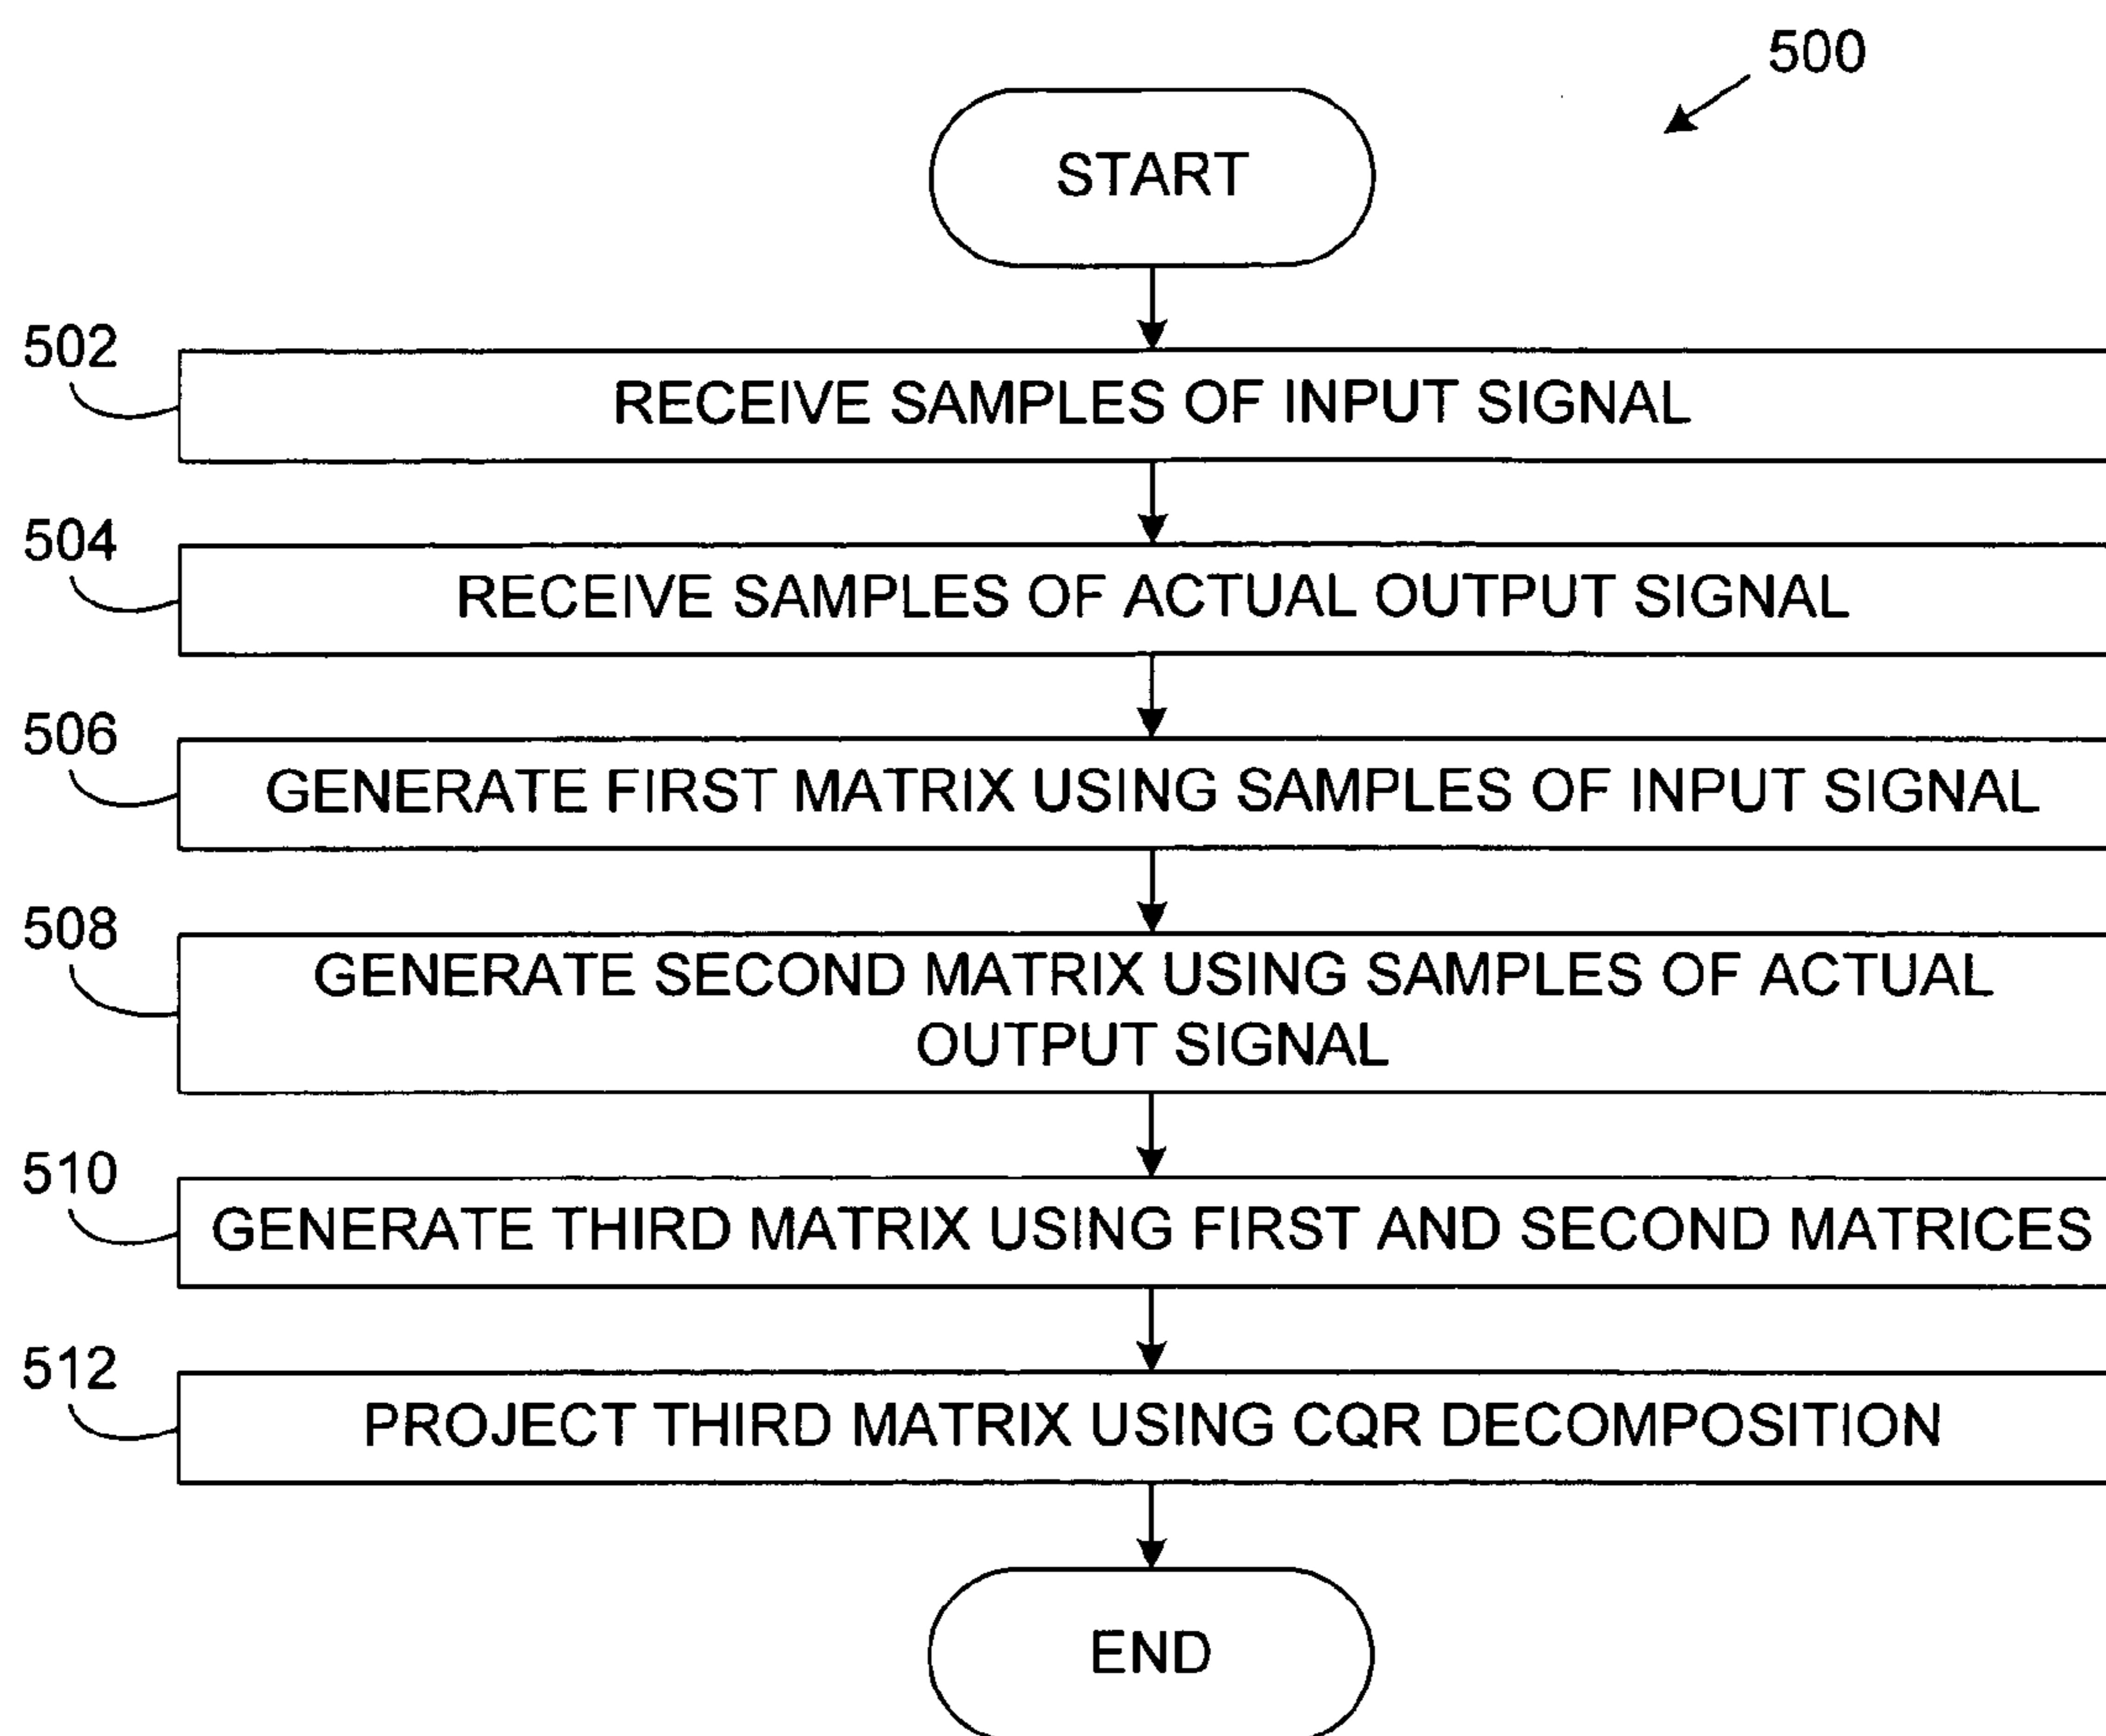 500
START
502
RECEIVE SAMPLES OF INPUT SIGNAL
504
RECEIVE SAMPLES OF ACTUAL OUTPUT SIGNAL
506
GENERATE FIRST MATRIX USING SAMPLES OF INPUT SIGNAL
508
GENERATE SECOND MATRIX USING SAMPLES OF ACTUAL
OUTPUT SIGNAL
510
GENERATE THIRD MATRIX USING FIRST AND SECOND MATRICES
512
PROJECT THIRD MATRIX USING CQR DECOMPOSITION
END